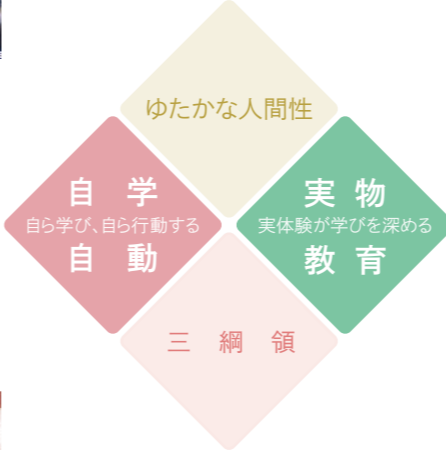 ゆたかな人間性
自学
自ら学び、自ら行動する
自動
実物
実体験が学びを深める
教育
三綱領